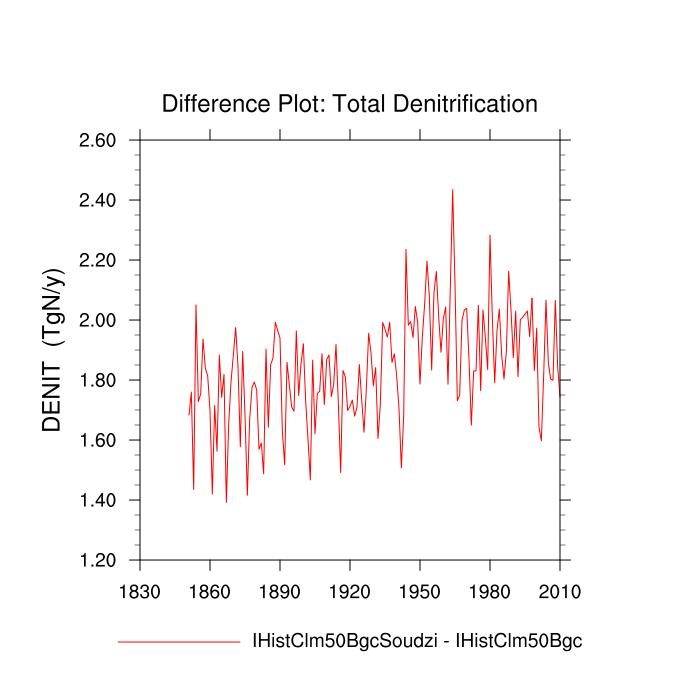 Difference Plot: Total Denitrification
DENIT (TgN/y)
2.60
2.40
2.20
2.00
1.80
1.60
1.40
1.20
1830 1860 1890 1920 1950 1980 2010
IHistClm50BgcSoudzi - IHistClm50Bgc